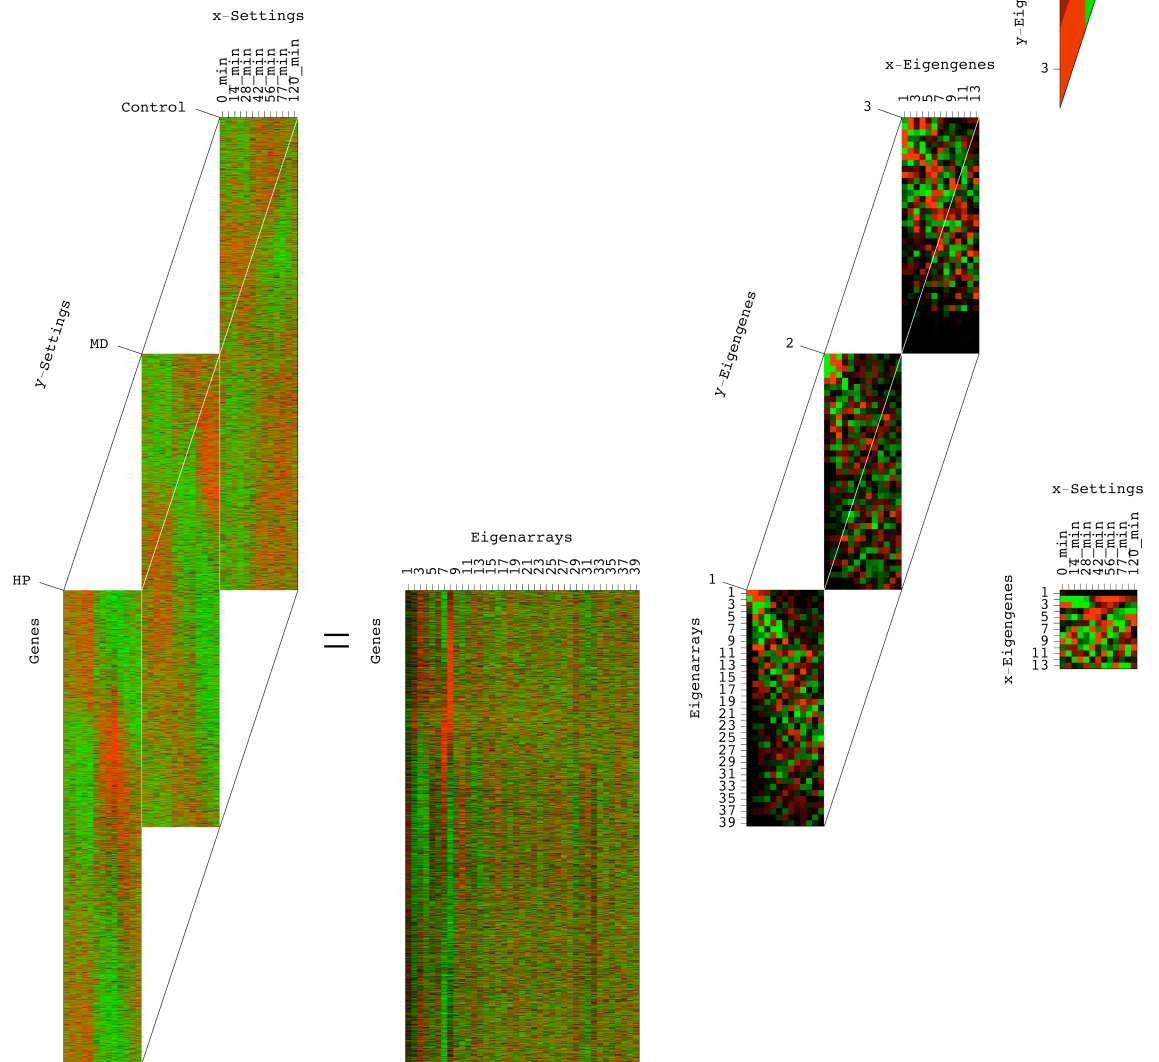 x-Settings
0_min
14_min
28_min
42_min
56_min
77_min
120_min
Control
y-Settings
MD
HP
Genes
=
Genes
Eigenarrays
1 3 5 7 9 11 13 15 17 19 21 23 25 27 29 31 33 35 37 39
x-Eigengenes
1 3 5 7 9 11 13
3
y-Eigengenes
2
1
Eigenarrays
1
3
5
7
9
11
13
15
17
19
21
23
25
27
29
31
33
35
37
39
y-Eig
3
x-Settings
0_min
14_min
28_min
42_min
56_min
77_min
120_min
x-Eigengenes
1
3
5
7
9
11
13